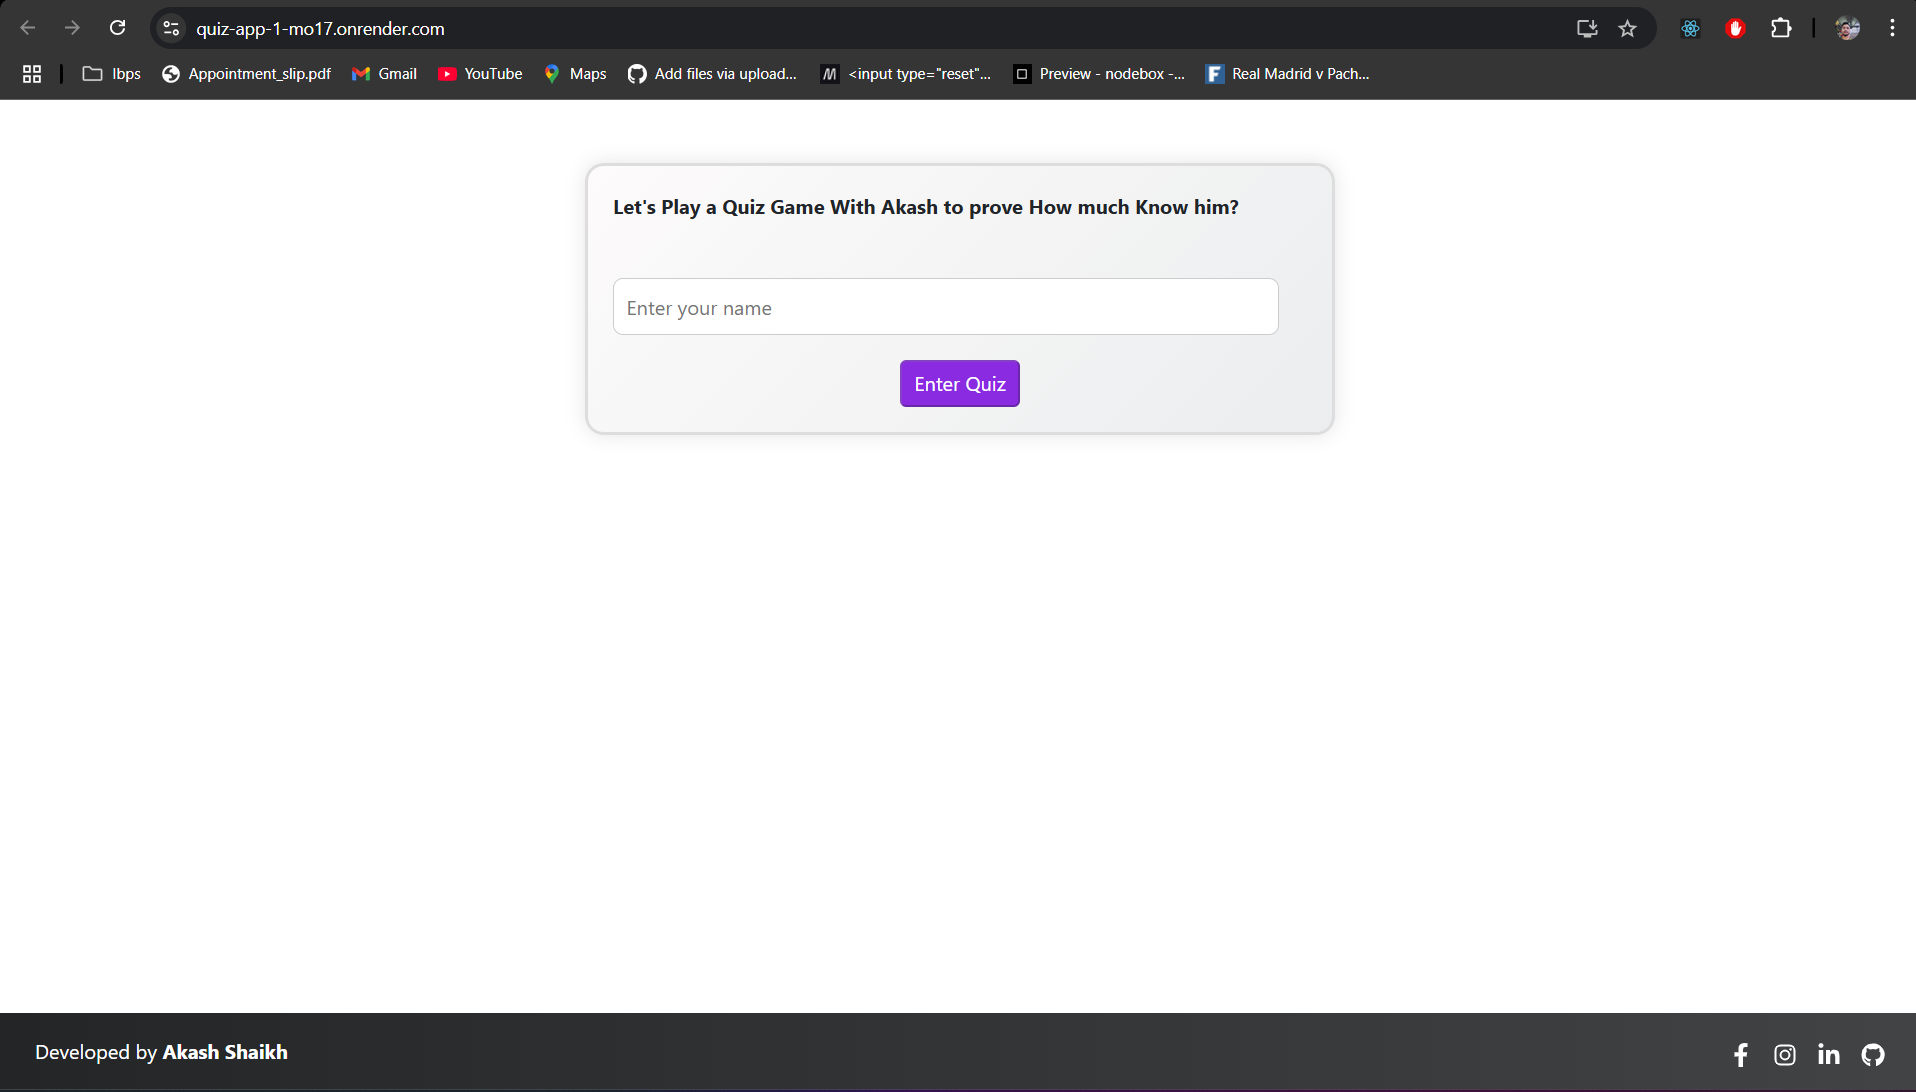 quiz-app-1-mo17.onrender.com
Ibps Appointment_slip.pdf Gmail YouTube Maps Add files via upload... M <input type="reset"... Preview - nodebox -... F Real Madrid v Pach...
Let's Play a Quiz Game With Akash to prove How much Know him?
Enter your name
Enter Quiz
Developed by Akash Shaikh